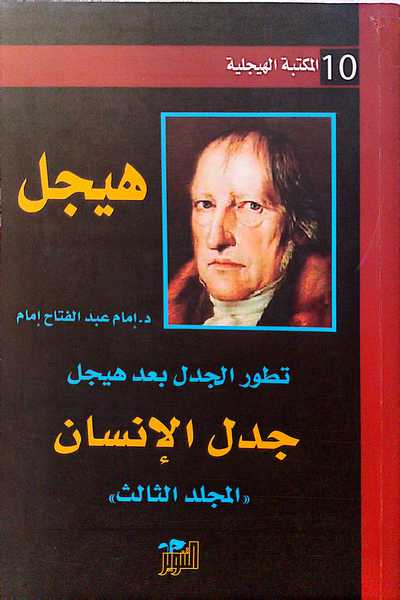 10 المكتبة الهيجلية
هيجل
د.إمام عبد الفتاح إمام
تطور الجدل بعد هيجل
جدل الإنسان
«المجلد الثالث»
التنوير